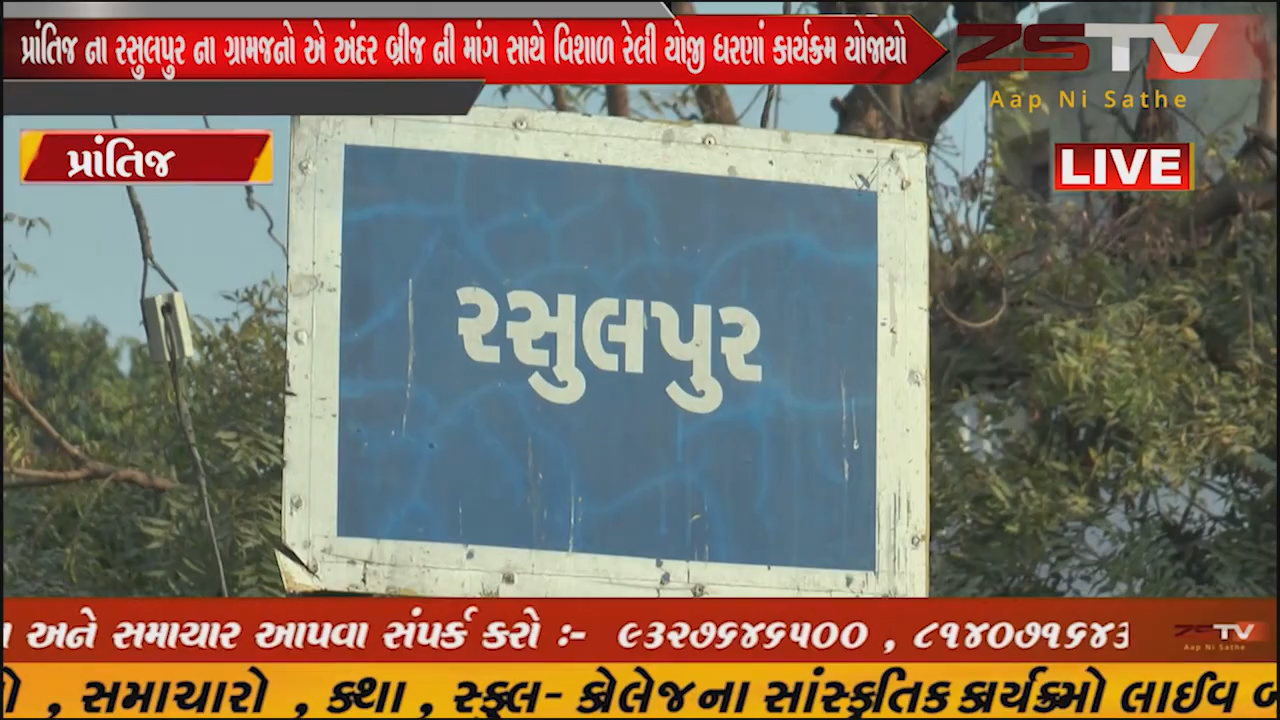 પ્રાંતિજ ના રસુલપુર ના ગ્રામજનો એ અંદર બ્રીજ ની માંગ સાથે વિશાળ રેલી યોજી ધરણાં કાર્યક્રમ યોજાયો
ZSTV
Aap Ni Sathe
પ્રાંતિજ
LIVE
રસુલપુર
અને સમાચાર આપવા સંપર્ક કરો :- ૯૩૨૭૬૪૬૫૦૦ , ૮૧૪૦૭૧૬૪૩
ZSTV
Aap Ni Sathe
, સમાચારો , કથા , સ્કૂલ- કોલેજના સાંસ્કૃતિક કાર્યક્રમો લાઈવ